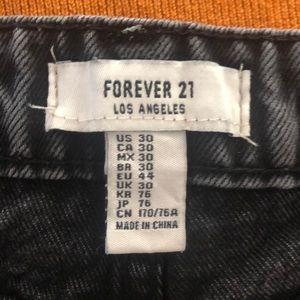 FOREVER 21
LOS ANGELES
US 30
CA 30
MX 30
BR 30
EU 44
UK 30
KR 76
JP 76
CN 170/76A
MADE IN CHINA